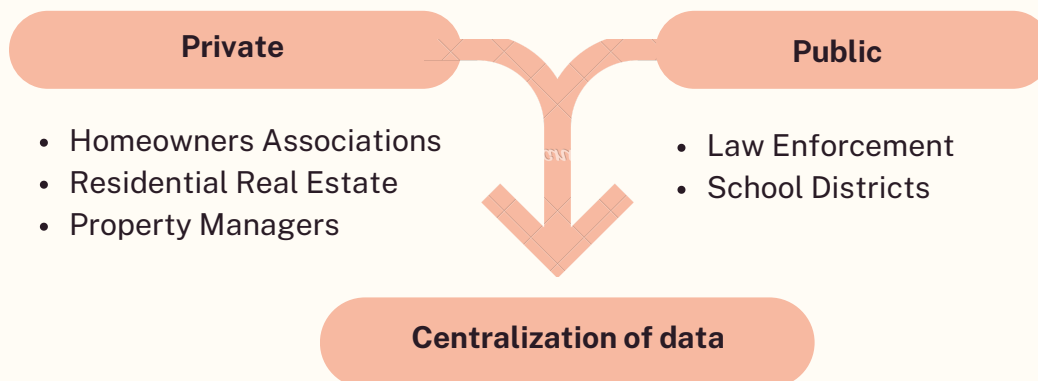 Private
Public
• Homeowners Associations
• Residential Real Estate
• Property Managers
• Law Enforcement
• School Districts
Centralization of data